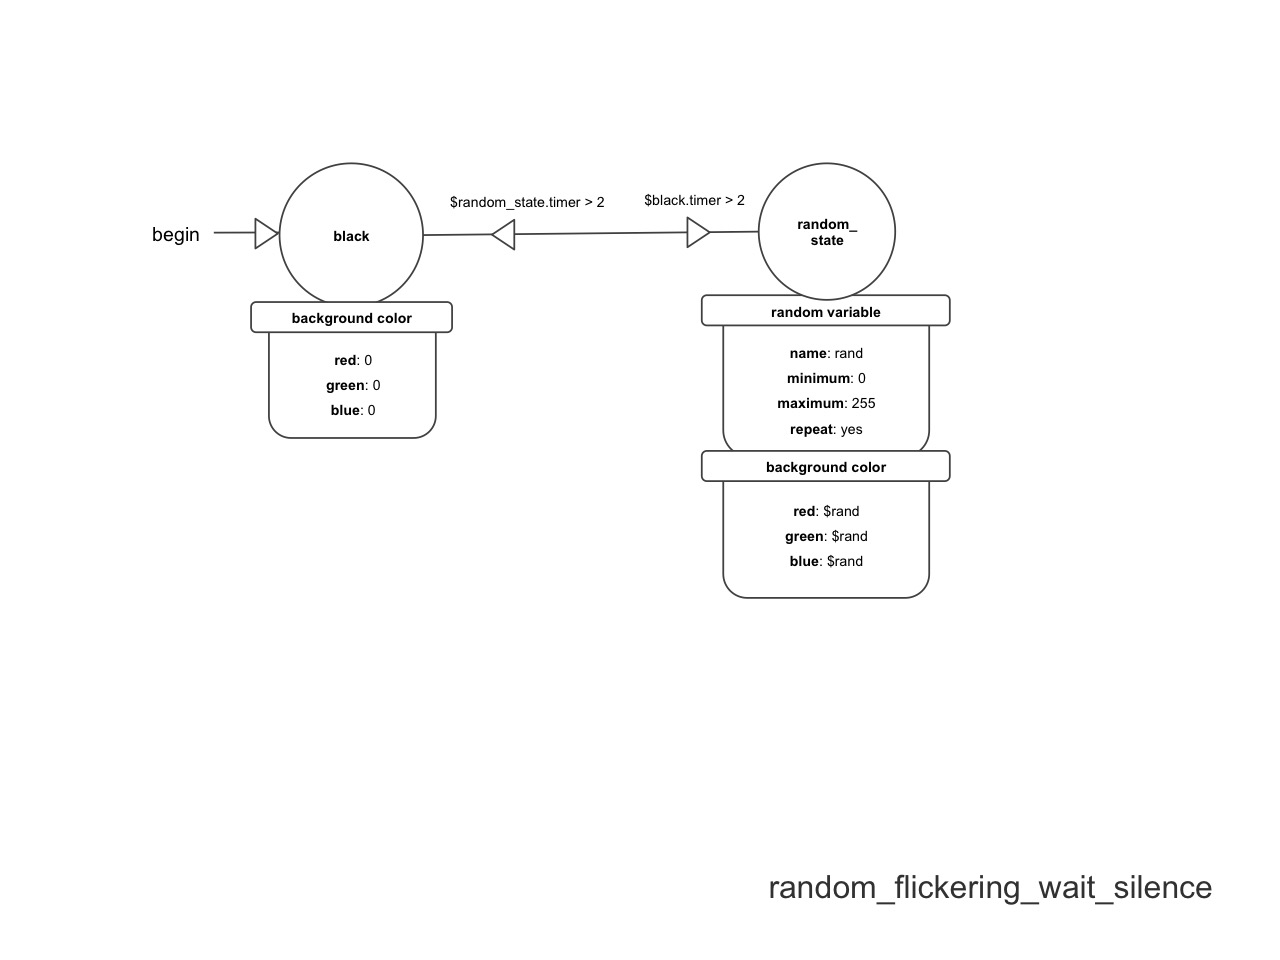 $random_state.timer > 2
$black.timer > 2
begin
black
random_
state
background color
red: 0
green: 0
blue: 0
random variable
name: rand
minimum: 0
maximum: 255
repeat: yes
background color
red: $rand
green: $rand
blue: $rand
random_flickering_wait_silence